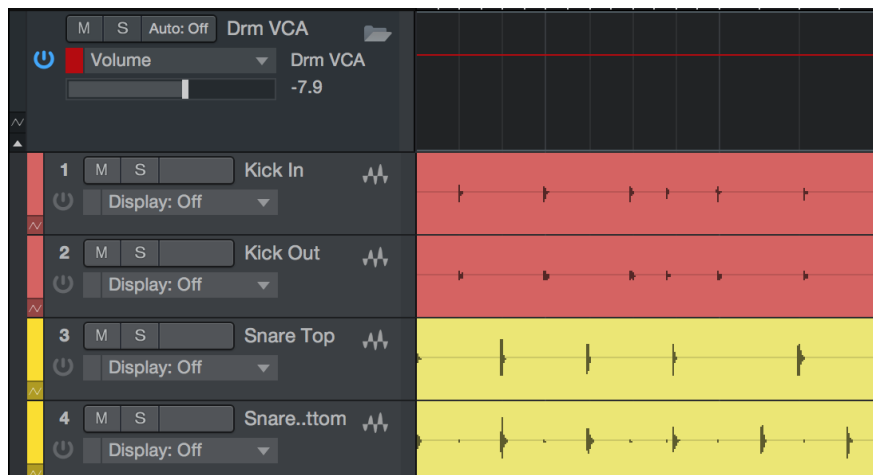 M S Auto: Off Drm VCA
Volume Drm VCA
-7.9
1 M S Kick In
Display: Off
2 M S Kick Out
Display: Off
3 M S Snare Top
Display: Off
4 M S Snare..ttom
Display: Off